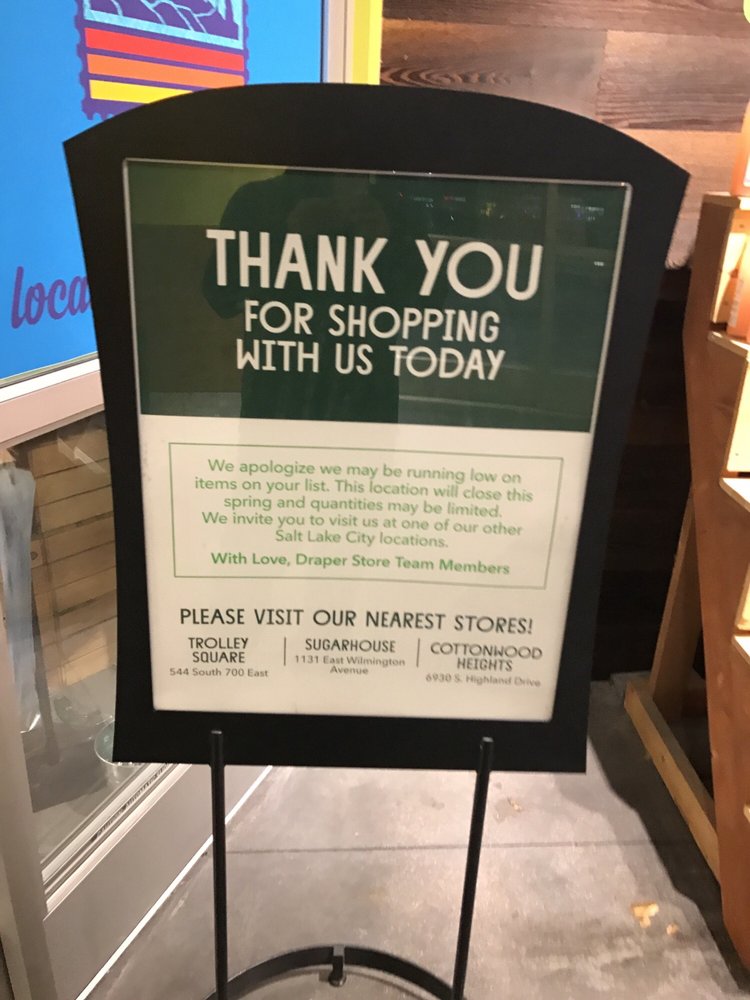 loca
THANK YOU
FOR SHOPPING
WITH US TODAY
We apologize we may be running low on
items on your list. This location will close this
spring and quantities may be limited.
We invite you to visit us at one of our other
Salt Lake City locations.
With Love, Draper Store Team Members
PLEASE VISIT OUR NEAREST STORES!
TROLLEY
SQUARE
544 South 700 East
SUGARHOUSE
1131 East Wilmington
Avenue
COTTONWOOD
HEIGHTS
6930 S. Highland Drive